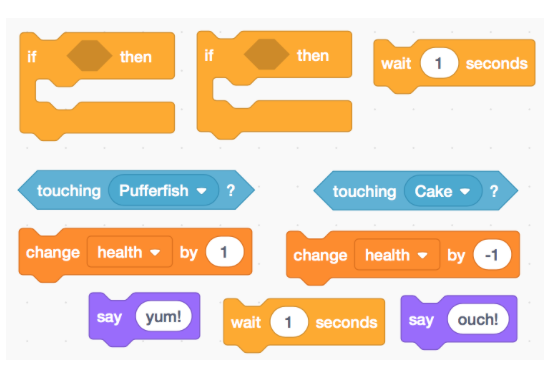 if then
if then
wait 1 seconds
touching Pufferfish ?
touching Cake ?
change health by 1
change health by -1
say yum!
wait 1 seconds
say ouch!